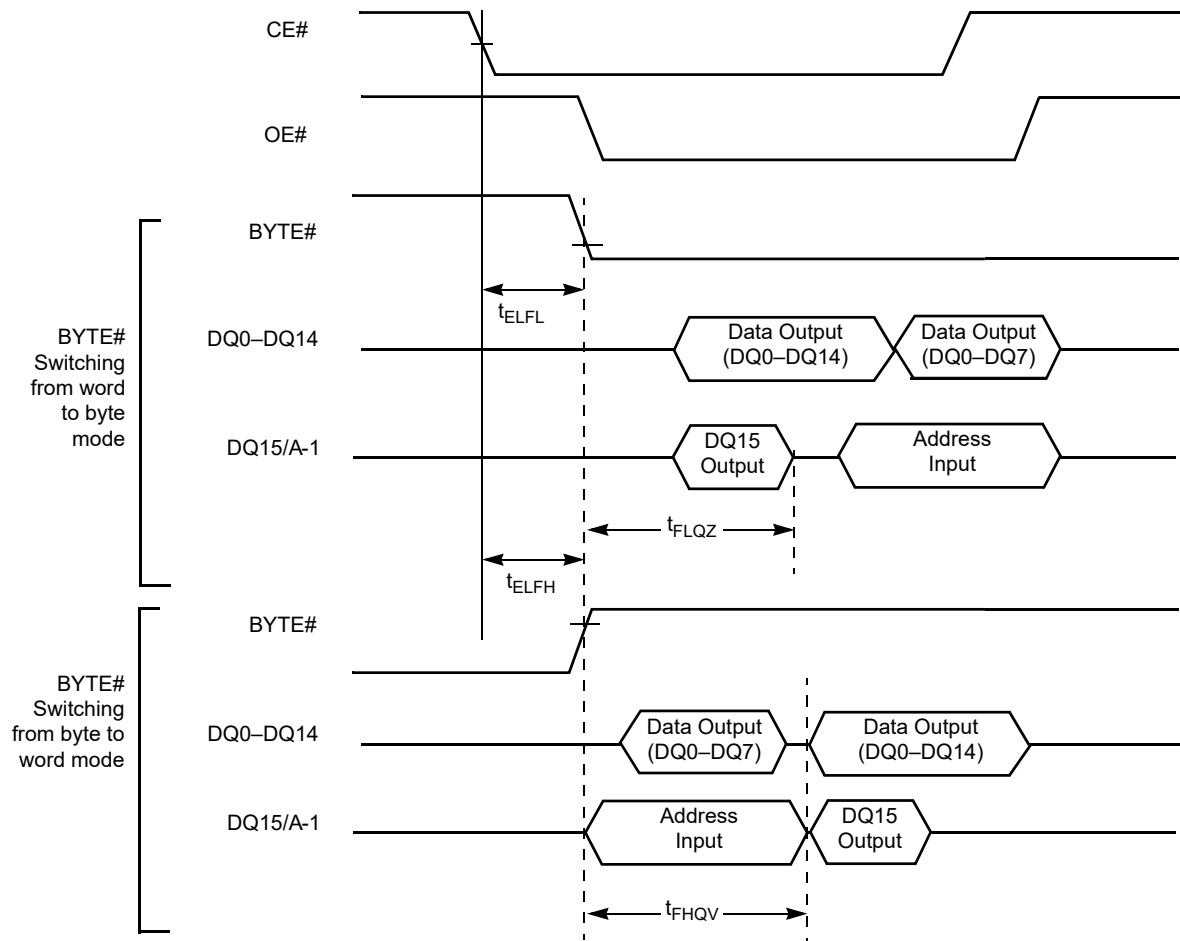 CE#
OE#
BYTE#
tELFL
BYTE#
Switching
from word
to byte
mode
DQ0–DQ14
Data Output
(DQ0–DQ14)
Data Output
(DQ0–DQ7)
DQ15/A-1
DQ15
Output
Address
Input
tFLQZ
tELFH
BYTE#
BYTE#
Switching
from byte to
word mode
DQ0–DQ14
Data Output
(DQ0–DQ7)
Data Output
(DQ0–DQ14)
DQ15/A-1
Address
Input
DQ15
Output
tFHQV